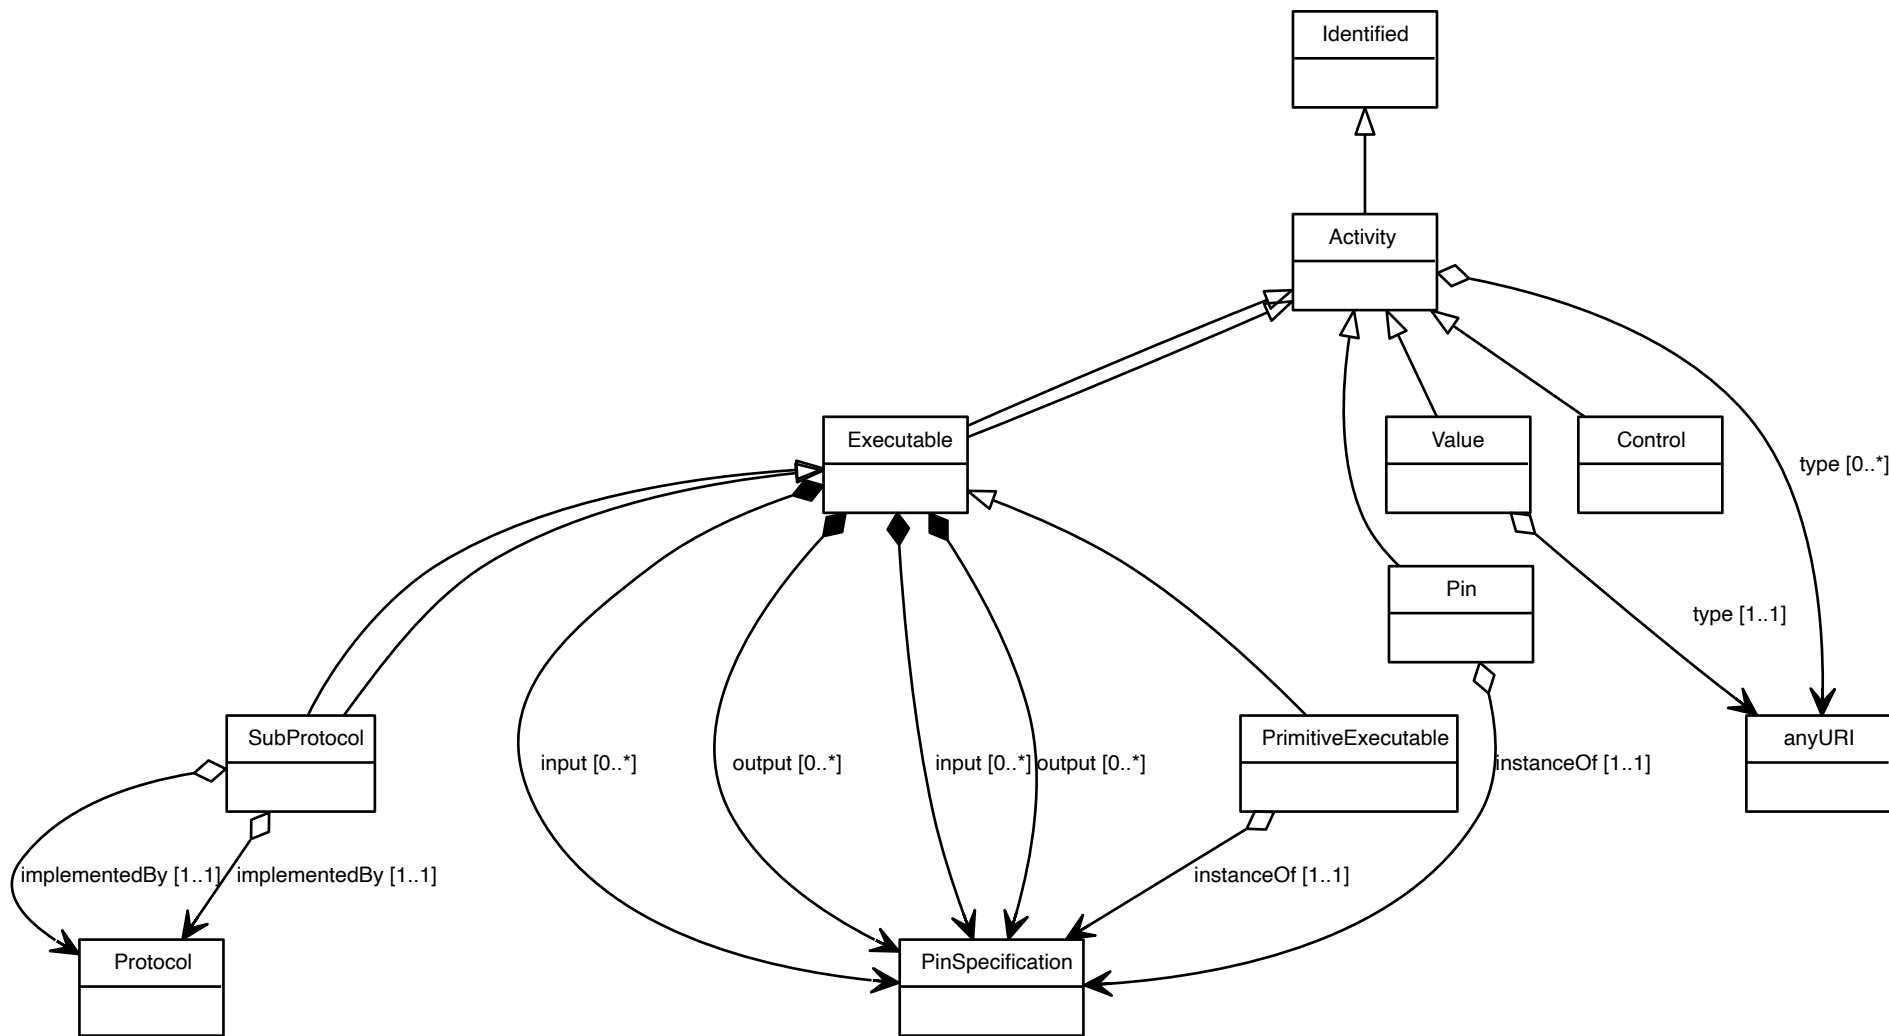 Identified
Activity
Executable
Value
Control
type [0..*]
Pin
type [1..1]
SubProtocol
input [0..*]
output [0..*]
input [0..*]
output [0..*]
PrimitiveExecutable
instanceOf [1..1]
anyURI
implementedBy [1..1]
implementedBy [1..1]
instanceOf [1..1]
Protocol
PinSpecification